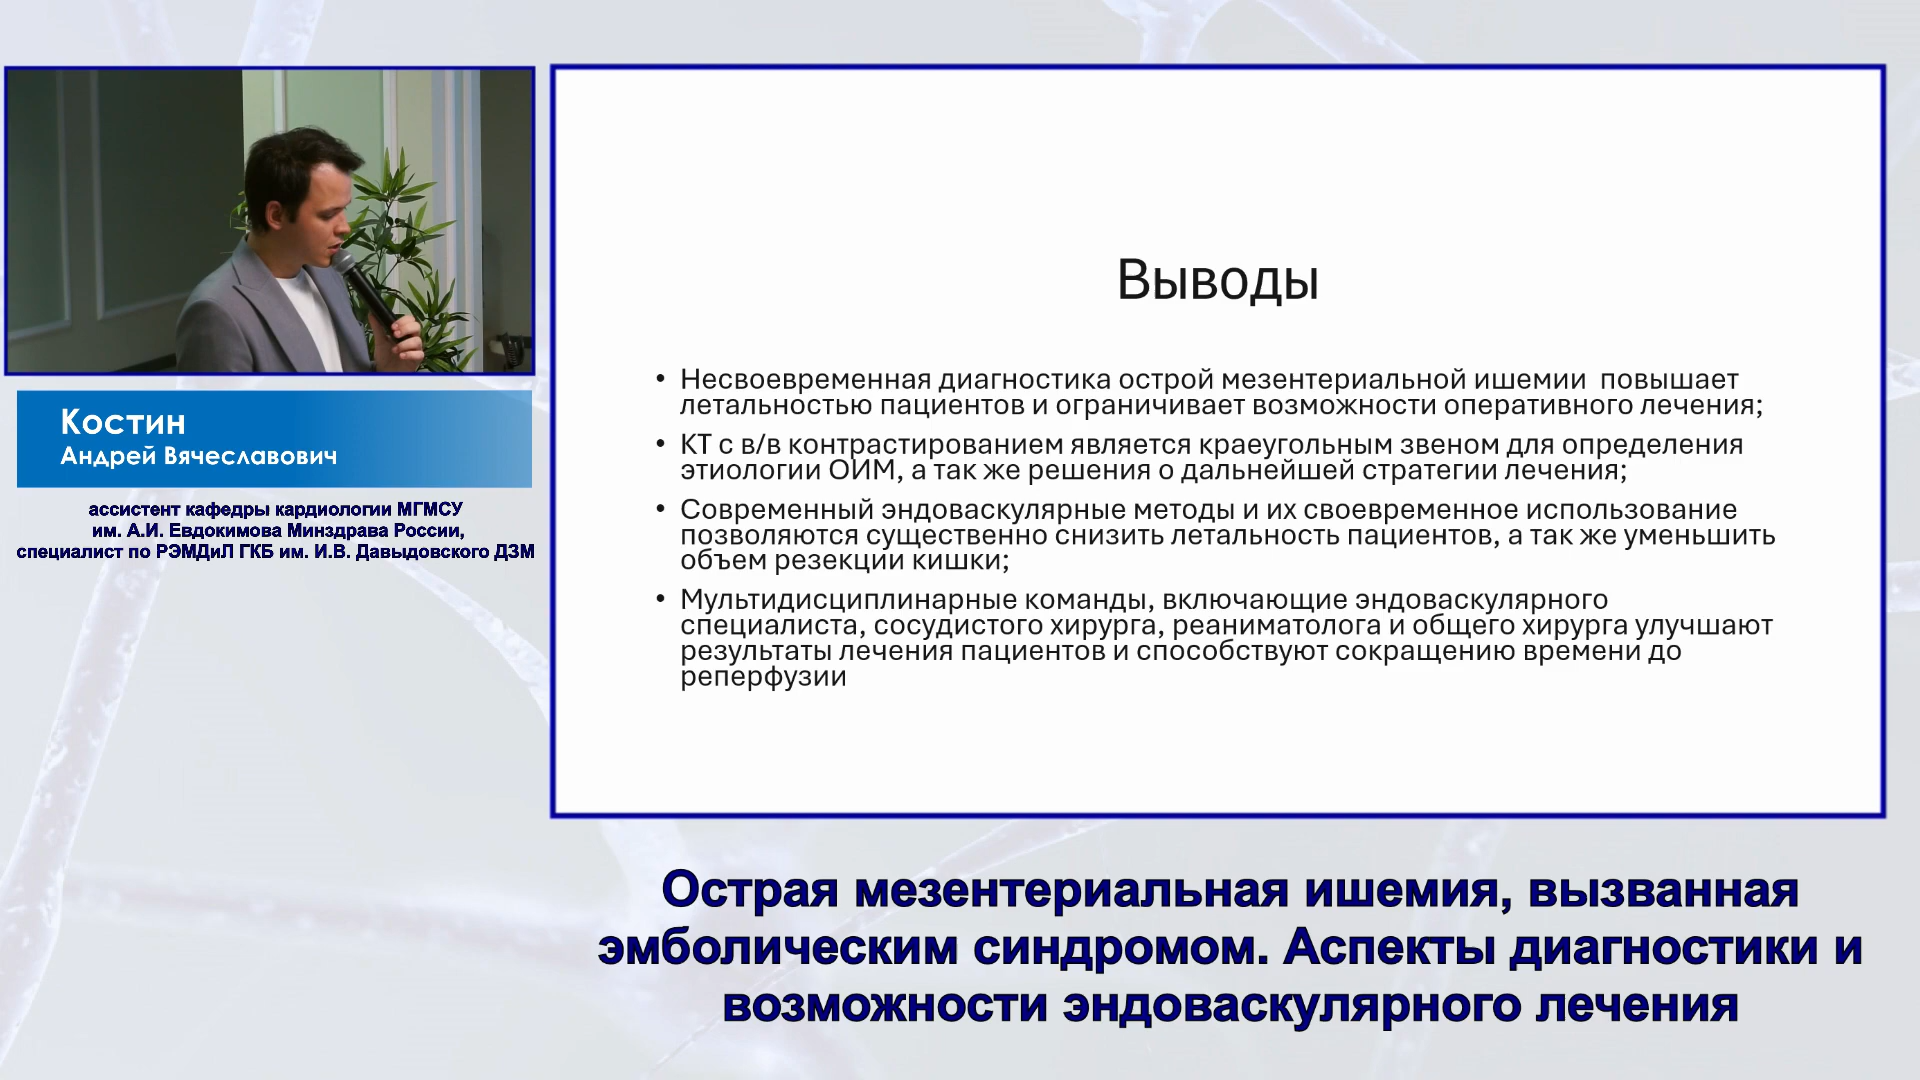 Костин
Андрей Вячеславович
ассистент кафедры кардиологии МГМСУ
им. А.И. Евдокимова Минздрава России,
специалист по РЭМДиЛ ГКБ им. И.В. Давыдовского ДЗМ
Выводы
• Несвоевременная диагностика острой мезентериальной ишемии повышает
летальностью пациентов и ограничивает возможности оперативного лечения;
• КТ с в/в контрастированием является краеугольным звеном для определения
этиологии ОИМ, а так же решения о дальнейшей стратегии лечения;
• Современный эндоваскулярные методы и их своевременное использование
позволяются существенно снизить летальность пациентов, а так же уменьшить
объем резекции кишки;
• Мультидисциплинарные команды, включающие эндоваскулярного
специалиста, сосудистого хирурга, реаниматолога и общего хирурга улучшают
результаты лечения пациентов и способствуют сокращению времени до
реперфузии
Острая мезентериальная ишемия, вызванная
эмболическим синдромом. Аспекты диагностики и
возможности эндоваскулярного лечения